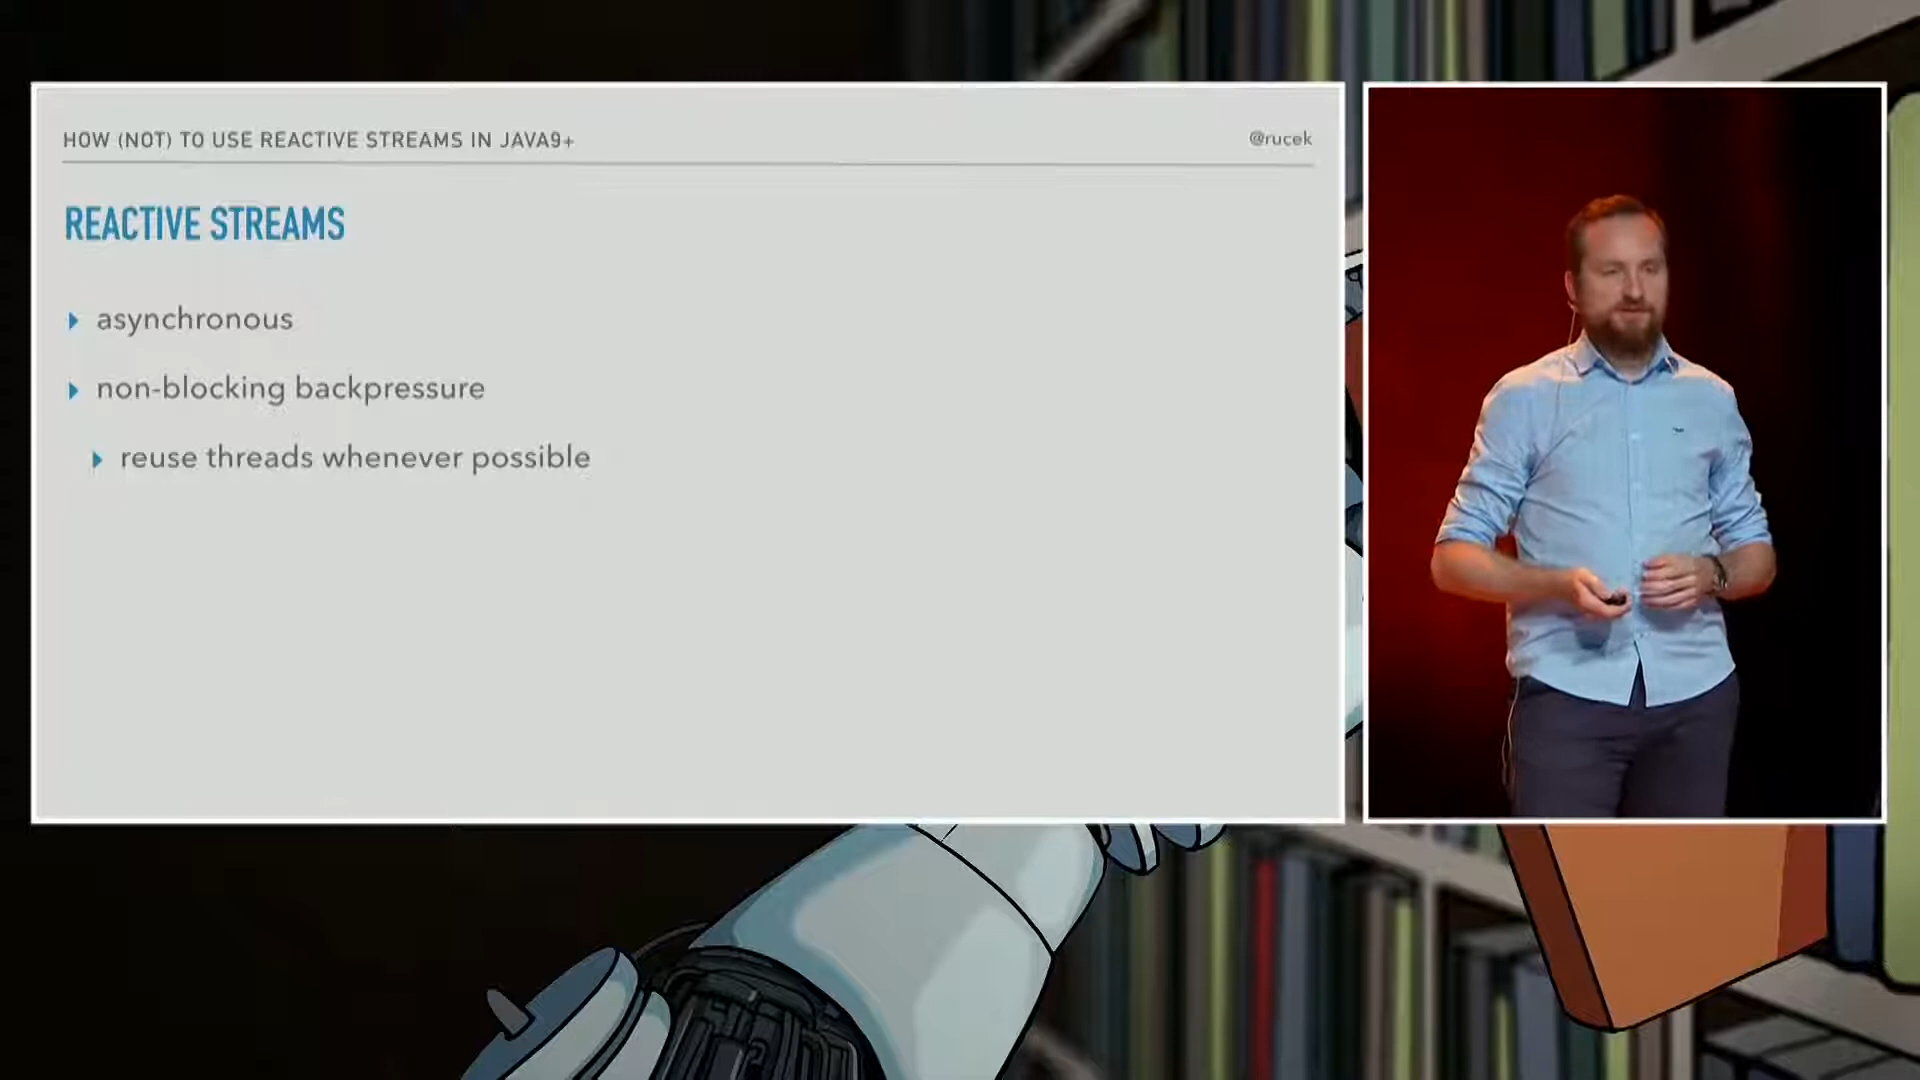 HOW (NOT) TO USE REACTIVE STREAMS IN JAVA9+
@rucek
REACTIVE STREAMS
asynchronous
non-blocking backpressure
reuse threads whenever possible